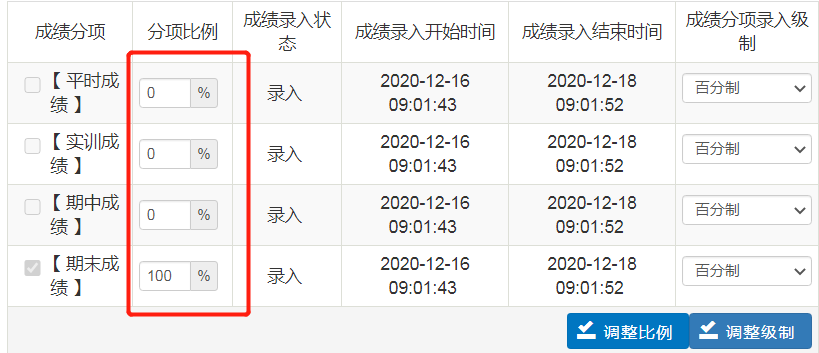 成绩分项 分项比例 成绩录入状态 成绩录入开始时间 成绩录入结束时间 成绩分项录入级制
【 平时成绩 】 0 % 录入 2020-12-16 09:01:43 2020-12-18 09:01:52 百分制
【 实训成绩 】 0 % 录入 2020-12-16 09:01:43 2020-12-18 09:01:52 百分制
【 期中成绩 】 0 % 录入 2020-12-16 09:01:43 2020-12-18 09:01:52 百分制
【 期末成绩 】 100 % 录入 2020-12-16 09:01:43 2020-12-18 09:01:52 百分制
调整比例 调整级制